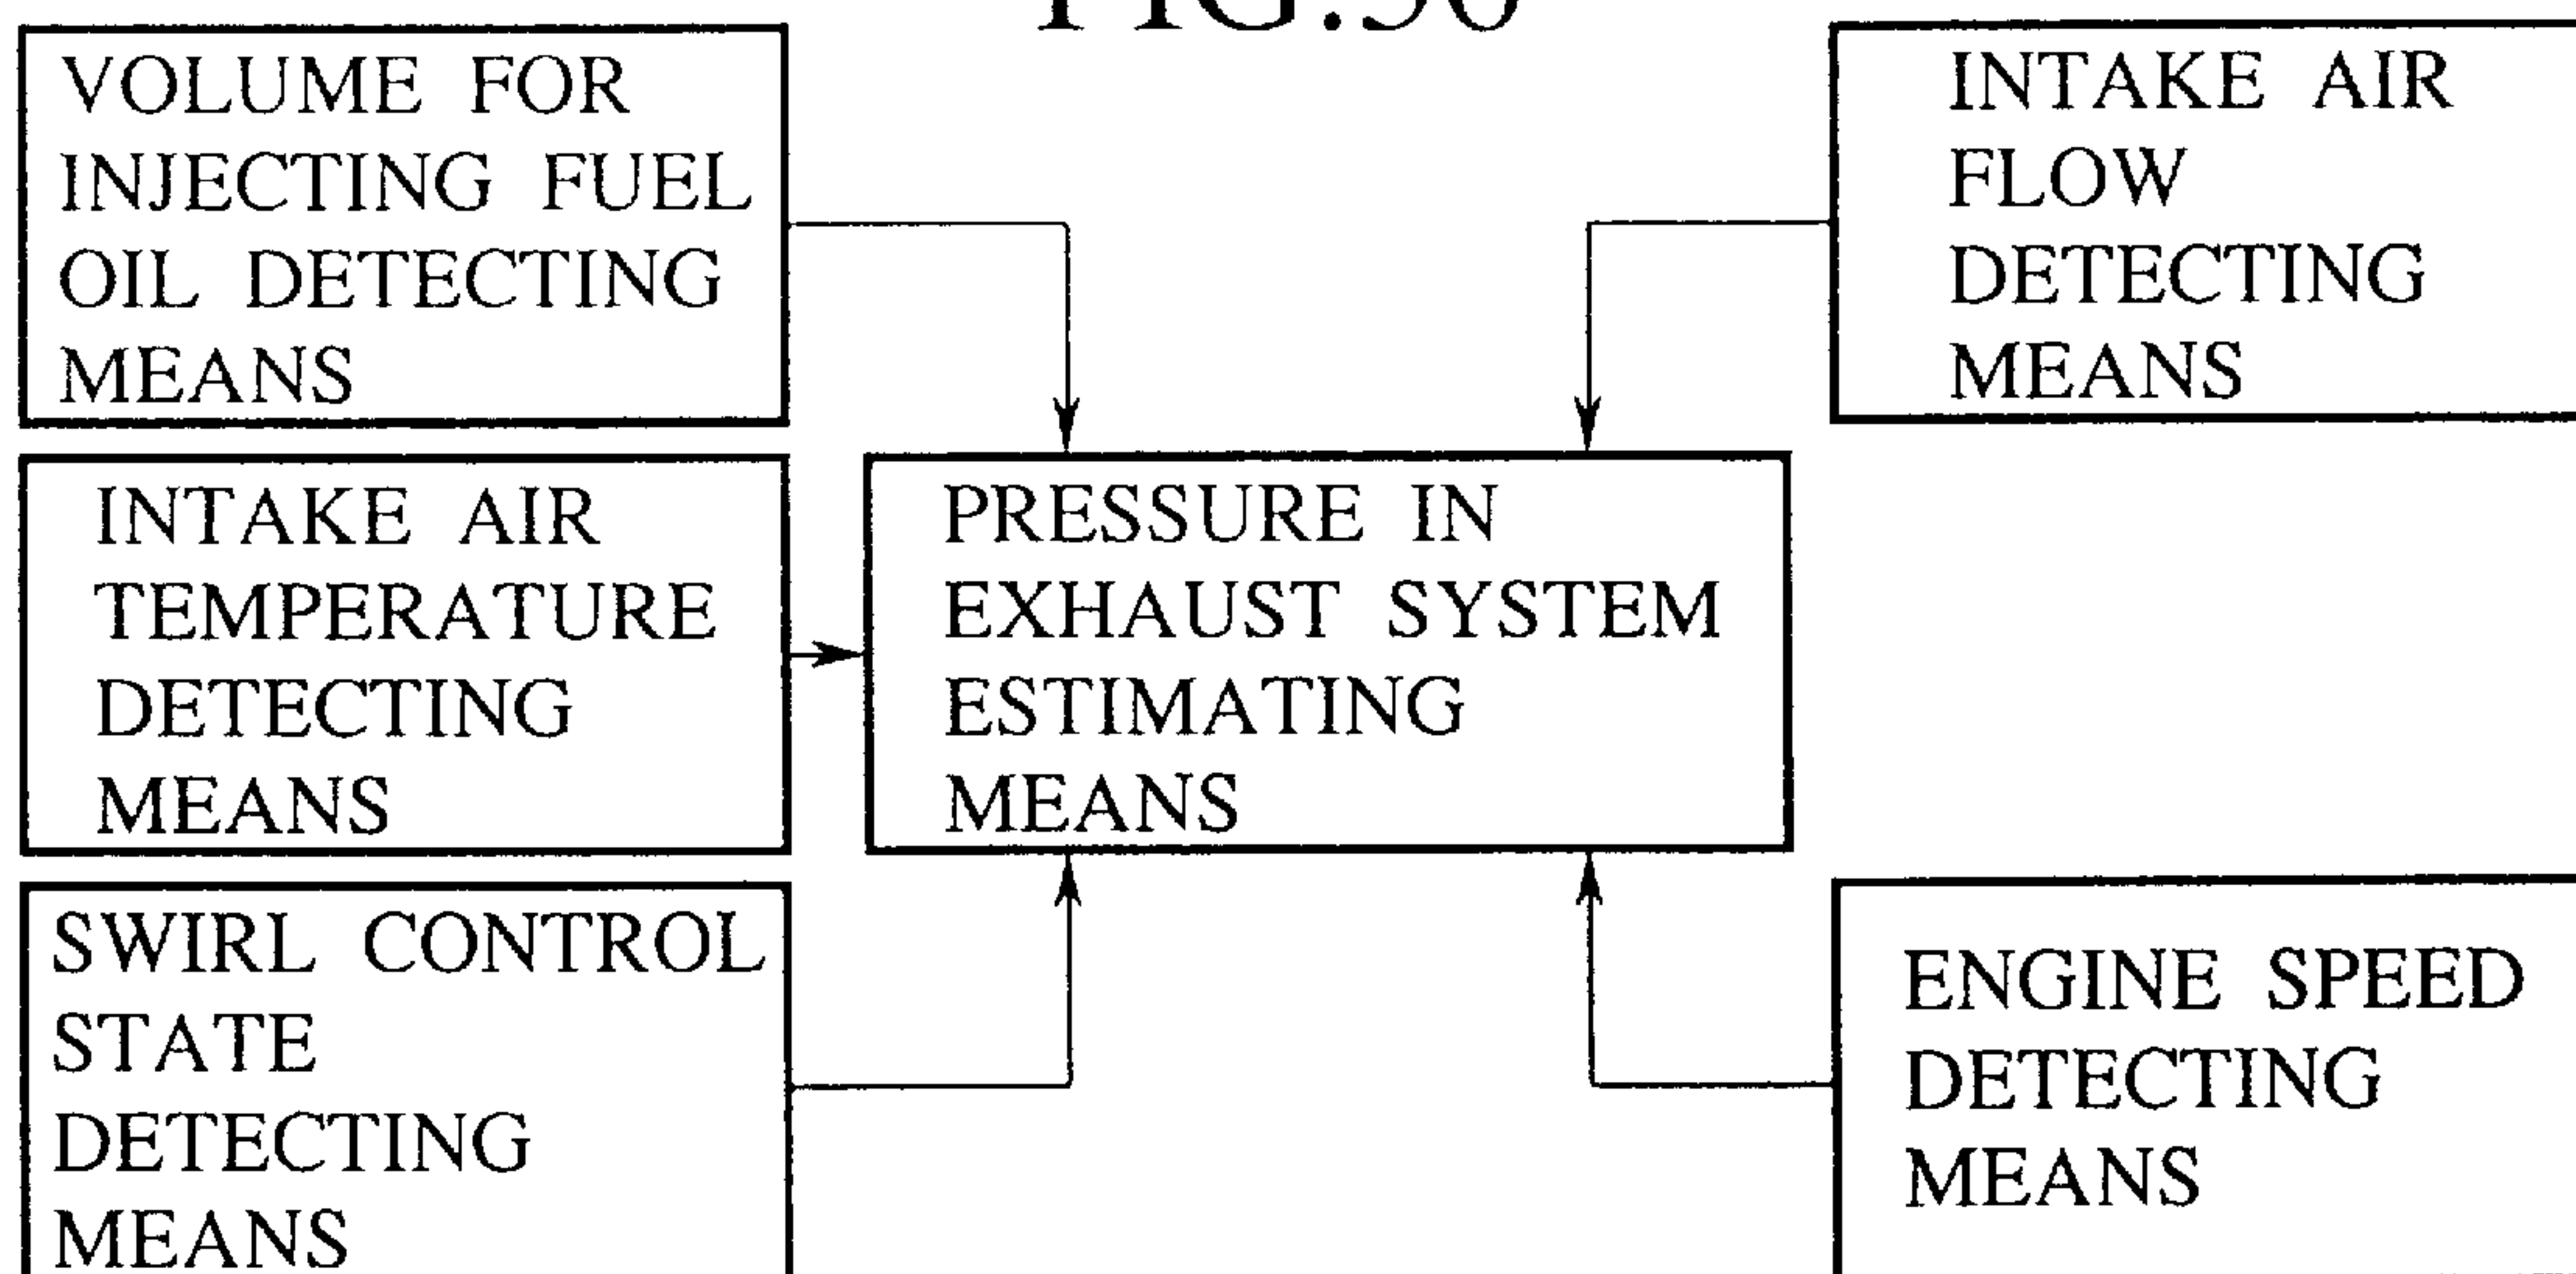 VOLUME FOR
INJECTING FUEL
OIL DETECTING
MEANS
INTAKE AIR
FLOW
DETECTING
MEANS
INTAKE AIR
TEMPERATURE
DETECTING
MEANS
PRESSURE IN
EXHAUST SYSTEM
ESTIMATING
MEANS
SWIRL CONTROL
STATE
DETECTING
MEANS
ENGINE SPEED
DETECTING
MEANS